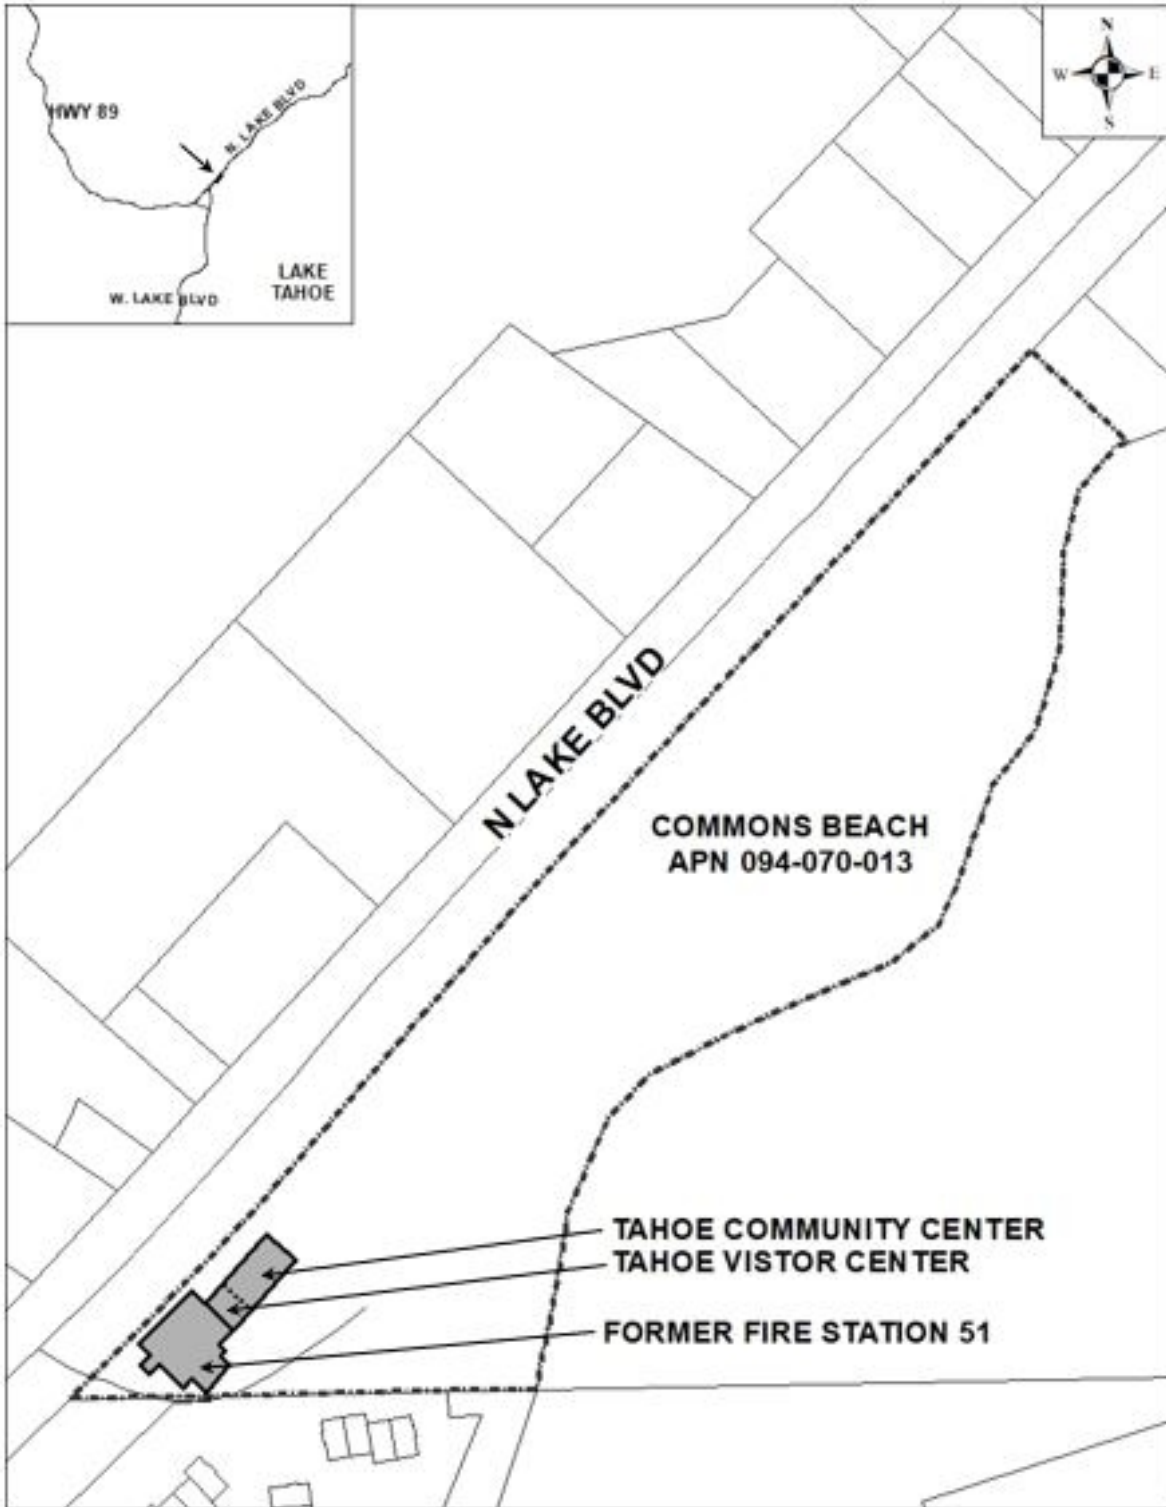 HWY 89
N. LAKE BLVD
LAKE
TAHOE
W. LAKE BLVD
N
W
E
S
N LAKE BLVD
COMMONS BEACH
APN 094-070-013
TAHOE COMMUNITY CENTER
TAHOE VISTOR CENTER
FORMER FIRE STATION 51